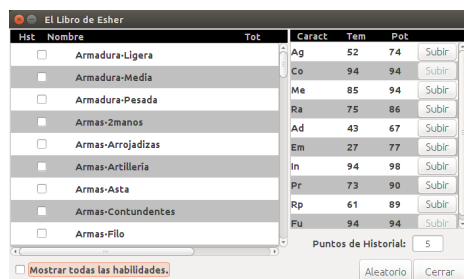 El Libro de Esher
Hst Nombre Tot
Armadura·Ligera
Armadura·Media
Armadura·Pesada
Armas·2manos
Armas·Arrojadizas
Armas·Artillería
Armas·Asta
Armas·Contundentes
Armas·Filo
Mostrar todas las habilidades.
Caract Tem Pot
Ag 52 74 Subir
Co 94 94 Subir
Me 85 94 Subir
Ra 75 86 Subir
Ad 43 67 Subir
Em 27 77 Subir
In 94 98 Subir
Pr 73 90 Subir
Rp 61 89 Subir
Fu 94 94 Subir
Puntos de Historial: 5
Aleatorio Cerrar